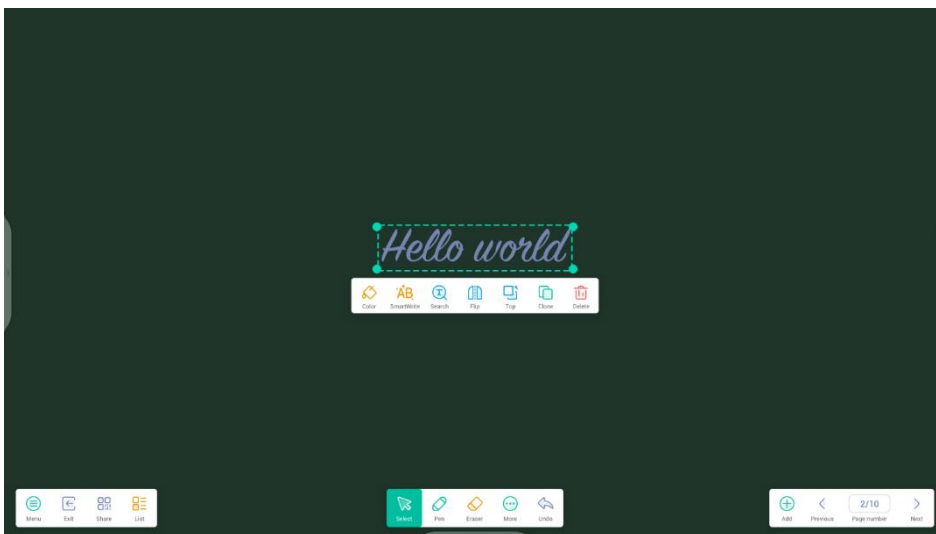 Hello world
Color SmartWrite Search Flip Top Clone Delete
Menu Exit Share List
Select Pen Eraser More Undo
Add Previous 2/10 Page number Next